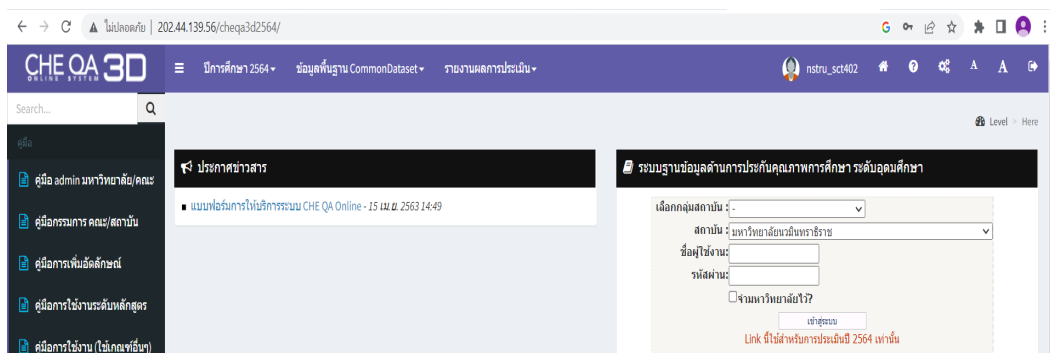 ไม่ปลอดภัย | 202.44.139.56/cheqa3d2564/
CHE QA 3D
ONLINE SYSTEM
ปีการศึกษา 2564 ข้อมูลพื้นฐาน CommonDataset รายงานผลการประเมิน nstru_sct402 A A
Search...
Level > Here
คู่มือ
คู่มือ admin มหาวิทยาลัย/คณะ
คู่มือกรรมการ คณะ/สถาบัน
คู่มือการเพิ่มอัตลักษณ์
คู่มือการใช้งานระดับหลักสูตร
คู่มือการใช้งาน (ใช้เกณฑ์อื่นๆ)
ประกาศข่าวสาร
แบบฟอร์มการให้บริการระบบ CHE QA Online - 15 เม.ย. 2563 14:49
ระบบฐานข้อมูลด้านการประกันคุณภาพการศึกษา ระดับอุดมศึกษา
เลือกกลุ่มสถาบัน : -
สถาบัน : มหาวิทยาลัยนวมินทราธิราช
ชื่อผู้ใช้งาน:
รหัสผ่าน:
จำมหาวิทยาลัยไว้?
เข้าสู่ระบบ
Link นี้ใช้สำหรับการประเมินปี 2564 เท่านั้น